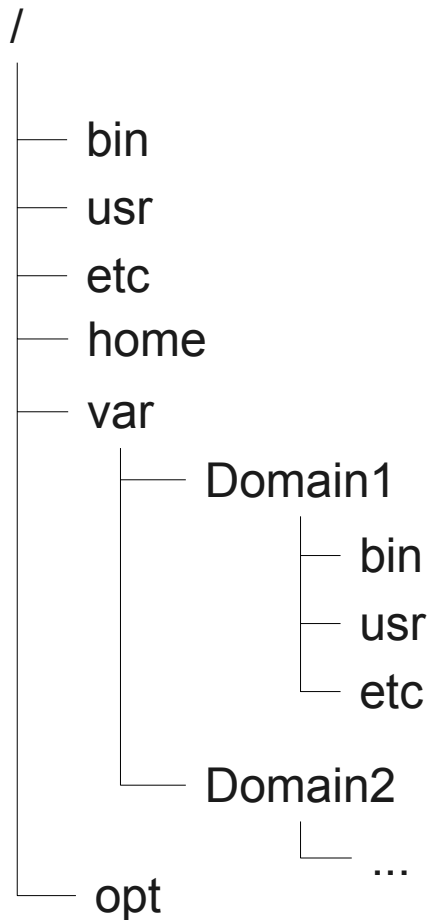 /
bin
usr
etc
home
var
Domain1
bin
usr
etc
Domain2
...
opt